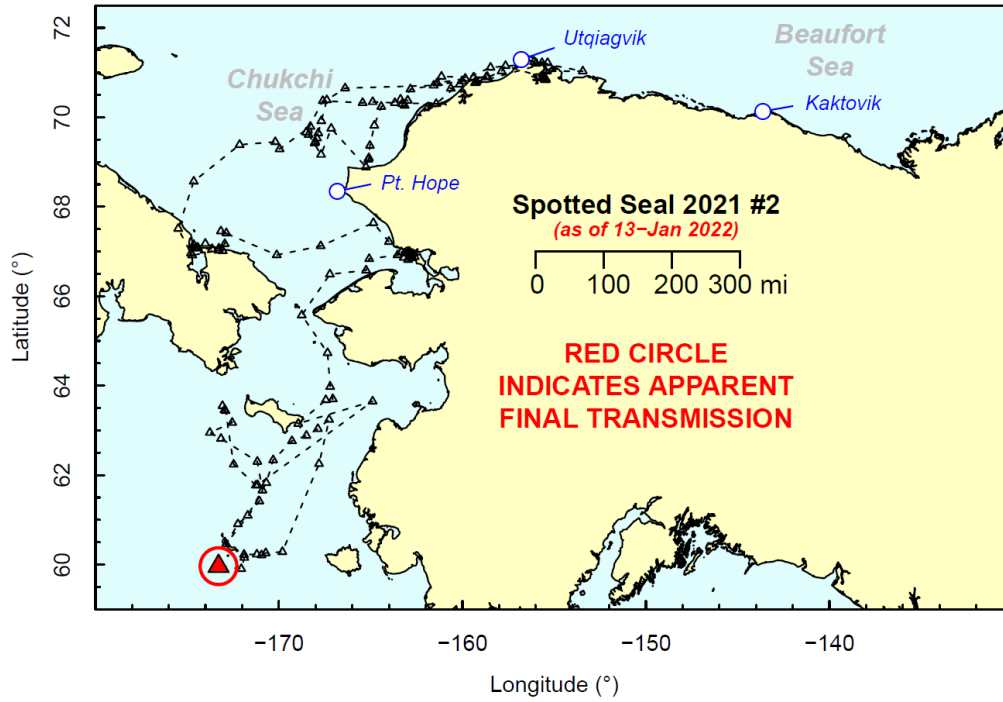 72
70
68
66
64
62
60
Latitude (°)
Utqiagvik
Beaufort
Sea
Chukchi
Sea
Kaktovik
Pt. Hope
Spotted Seal 2021 #2
(as of 13−Jan 2022)
0 100 200 300 mi
RED CIRCLE
INDICATES APPARENT
FINAL TRANSMISSION
−170 −160 −150 −140
Longitude (°)